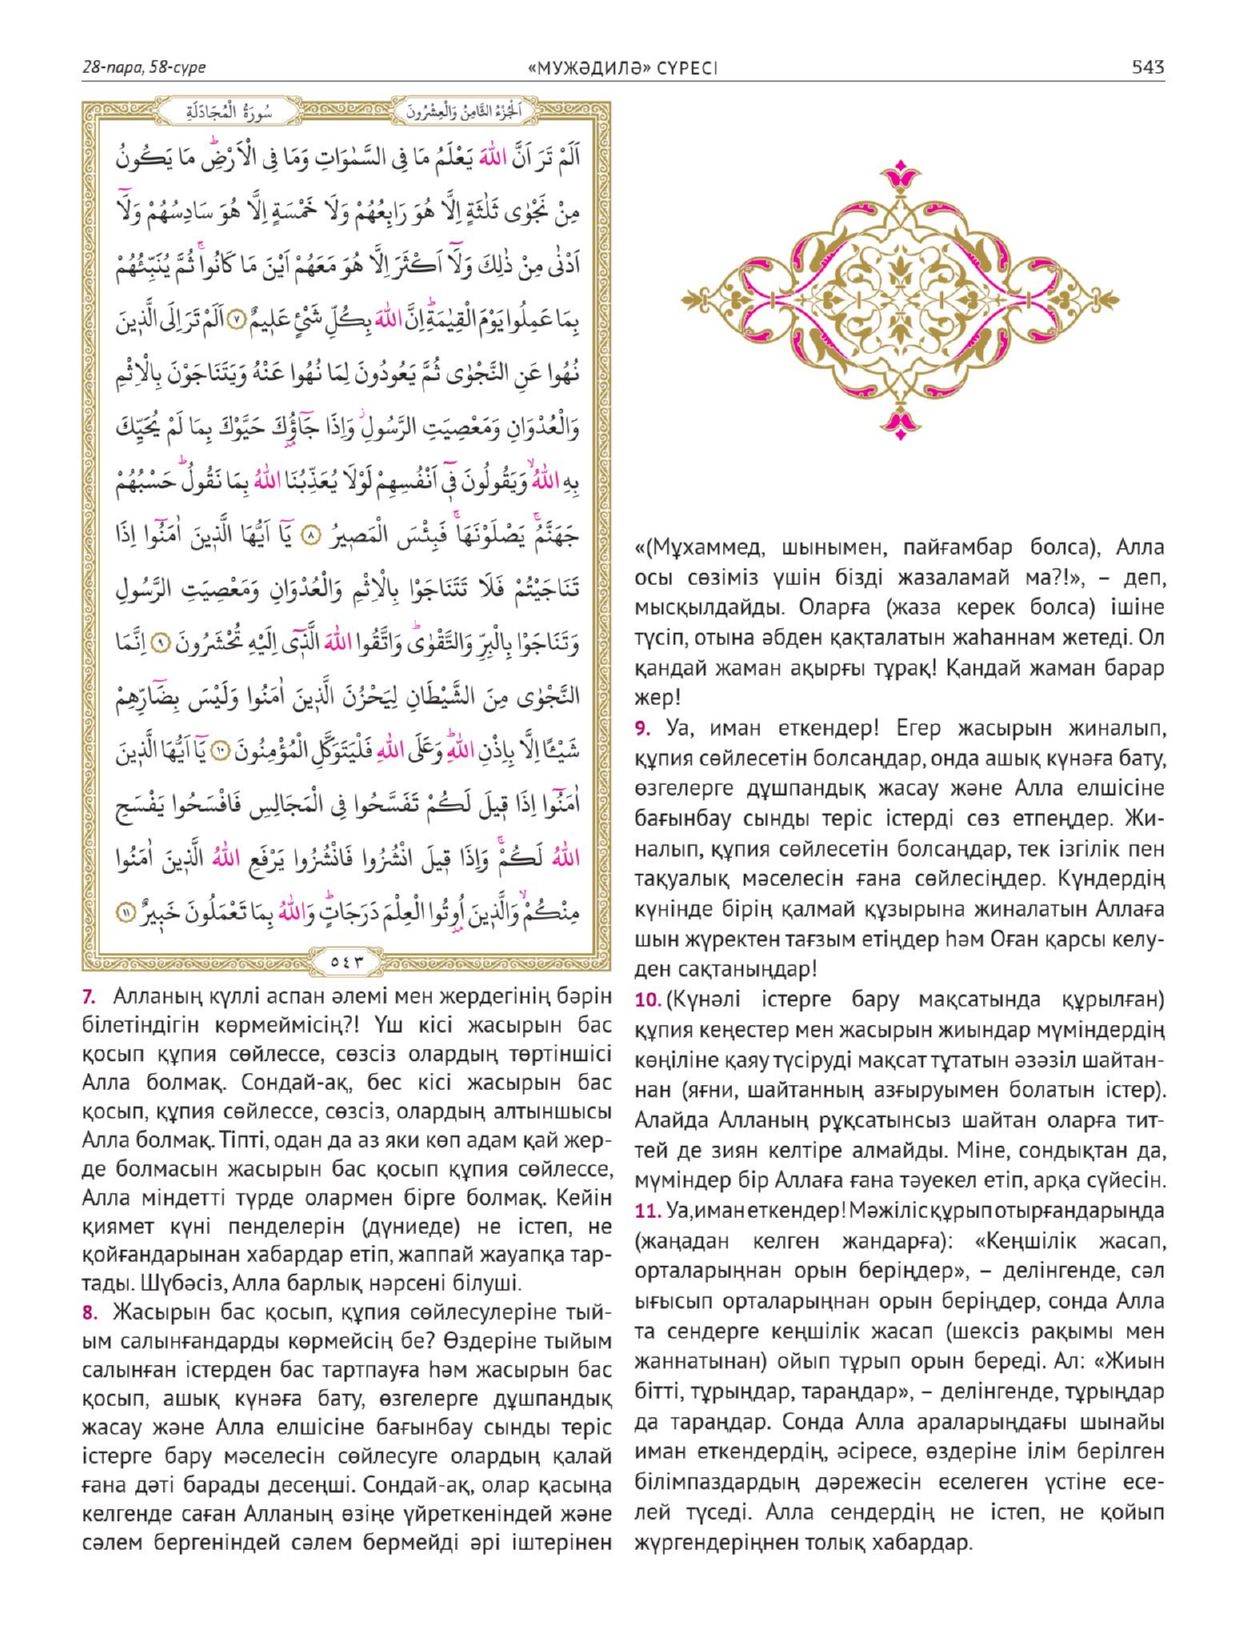 28-пара, 58-сүре
«МУЖӘДИЛӘ» СҮРЕСІ
543
اَلْجُزْءُ الثَّامِنُ وَالْعِشْرُونَ
سُورَةُ الْمُجَادَلَةِ
اَلَمْ تَرَ اَنَّ اللّٰهَ يَعْلَمُ مَا فِى السَّمٰوَاتِ وَمَا فِى الْاَرْضِۜ مَا يَكُونُ
مِنْ نَجْوٰى ثَلٰثَةٍ اِلَّا هُوَ رَابِعُهُمْ وَلَا خَمْسَةٍ اِلَّا هُوَ سَادِسُهُمْ وَلَٓا
اَدْنٰى مِنْ ذٰلِكَ وَلَٓا اَكْثَرَ اِلَّا هُوَ مَعَهُمْ اَيْنَ مَا كَانُواۚ ثُمَّ يُنَبِّئُهُمْ
بِمَا عَمِلُوا يَوْمَ الْقِيٰمَةِۜ اِنَّ اللّٰهَ بِكُلِّ شَيْءٍ عَل۪يمٌ ﴿٧﴾ اَلَمْ تَرَ اِلَى الَّذ۪ينَ
نُهُوا عَنِ النَّجْوٰى ثُمَّ يَعُودُونَ لِمَا نُهُوا عَنْهُ وَيَتَنَاجَوْنَ بِالْاِثْمِ
وَالْعُدْوَانِ وَمَعْصِيَتِ الرَّسُولِۘ وَاِذَا جَٓاؤُ۫كَ حَيَّوْكَ بِمَا لَمْ يُحَيِّكَ
بِهِ اللّٰهُۙ وَيَقُولُونَ ف۪ٓى اَنْفُسِهِمْ لَوْلَا يُعَذِّبُنَا اللّٰهُ بِمَا نَقُولُۜ حَسْبُهُمْ
جَهَنَّمُۚ يَصْلَوْنَهَاۚ فَبِئْسَ الْمَص۪يرُ ﴿٨﴾ يَٓا اَيُّهَا الَّذ۪ينَ اٰمَنُٓوا اِذَا
تَنَاجَيْتُمْ فَلَا تَتَنَاجَوْا بِالْاِثْمِ وَالْعُدْوَانِ وَمَعْصِيَتِ الرَّسُولِ
وَتَنَاجَوْا بِالْبِرِّ وَالتَّقْوٰىۜ وَاتَّقُوا اللّٰهَ الَّذ۪ٓى اِلَيْهِ تُحْشَرُونَ ﴿٩﴾ اِنَّمَا
النَّجْوٰى مِنَ الشَّيْطَانِ لِيَحْزُنَ الَّذ۪ينَ اٰمَنُوا وَلَيْسَ بِضَٓارِّهِمْ
شَيْـًٔا اِلَّا بِاِذْنِ اللّٰهِۜ وَعَلَى اللّٰهِ فَلْيَتَوَكَّلِ الْمُؤْمِنُونَ ﴿١٠﴾ يَٓا اَيُّهَا الَّذ۪ينَ
اٰمَنُٓوا اِذَا ق۪يلَ لَكُمْ تَفَسَّحُوا فِى الْمَجَالِسِ فَافْسَحُوا يَفْسَحِ
اللّٰهُ لَكُمْۚ وَاِذَا ق۪يلَ انْشُزُوا فَانْشُزُوا يَرْفَعِ اللّٰهُ الَّذ۪ينَ اٰمَنُوا
مِنْكُمْۙ وَالَّذ۪ينَ اُو۫تُوا الْعِلْمَ دَرَجَاتٍۜ وَاللّٰهُ بِمَا تَعْمَلُونَ خَب۪يرٌ ﴿١١﴾
٥٤٣
7. Алланың күллі аспан әлемі мен жердегінің бәрін
білетіндігін көрмеймісің?! Үш кісі жасырын бас
қосып құпия сөйлессе, сөзсіз олардың төртіншісі
Алла болмақ. Сондай-ақ, бес кісі жасырын бас
қосып, құпия сөйлессе, сөзсіз, олардың алтыншысы
Алла болмақ. Тіпті, одан да аз яки көп адам қай жер-
де болмасын жасырын бас қосып құпия сөйлессе,
Алла міндетті түрде олармен бірге болмақ. Кейін
қиямет күні пенделерін (дүниеде) не істеп, не
қойғандарынан хабардар етіп, жаппай жауапқа тар-
тады. Шүбәсіз, Алла барлық нәрсені білуші.
8. Жасырын бас қосып, құпия сөйлесулеріне тый-
ым салынғандарды көрмейсің бе? Өздеріне тыйым
салынған істерден бас тартпауға һәм жасырын бас
қосып, ашық күнәға бату, өзгелерге дұшпандық
жасау және Алла елшісіне бағынбау сынды теріс
істерге бару мәселесін сөйлесуге олардың қалай
ғана дәті барады десеңші. Сондай-ақ, олар қасыңа
келгенде саған Алланың өзіңе үйреткеніндей және
сәлем бергеніндей сәлем бермейді әрі іштерінен
«(Мұхаммед, шынымен, пайғамбар болса), Алла
осы сөзіміз үшін бізді жазаламай ма?!», – деп,
мысқылдайды. Оларға (жаза керек болса) ішіне
түсіп, отына әбден қақталатын жаһаннам жетеді. Ол
қандай жаман ақырғы тұрақ! Қандай жаман барар
жер!
9. Уа, иман еткендер! Егер жасырын жиналып,
құпия сөйлесетін болсаңдар, онда ашық күнәға бату,
өзгелерге дұшпандық жасау және Алла елшісіне
бағынбау сынды теріс істерді сөз етпеңдер. Жи-
налып, құпия сөйлесетін болсаңдар, тек ізгілік пен
тақуалық мәселесін ғана сөйлесіңдер. Күндердің
күнінде бірің қалмай құзырына жиналатын Аллаға
шын жүректен тағзым етіңдер һәм Оған қарсы келу-
ден сақтаныңдар!
10. (Күнәлі істерге бару мақсатында құрылған)
құпия кеңестер мен жасырын жиындар мүміндердің
көңіліне қаяу түсіруді мақсат тұтатын әзәзіл шайтан-
нан (яғни, шайтанның азғыруымен болатын істер).
Алайда Алланың рұқсатынсыз шайтан оларға тит-
тей де зиян келтіре алмайды. Міне, сондықтан да,
мүміндер бір Аллаға ғана тәуекел етіп, арқа сүйесін.
11. Уа, иман еткендер! Мәжіліс құрып отырғандарыңда
(жаңадан келген жандарға): «Кеңшілік жасап,
орталарыңнан орын беріңдер», – делінгенде, сәл
ығысып орталарыңнан орын беріңдер, сонда Алла
та сендерге кеңшілік жасап (шексіз рақымы мен
жаннатынан) ойып тұрып орын береді. Ал: «Жиын
бітті, тұрыңдар, тараңдар», – делінгенде, тұрыңдар
да тараңдар. Сонда Алла араларыңдағы шынайы
иман еткендердің, әсіресе, өздеріне ілім берілген
білімпаздардың дәрежесін еселеген үстіне есе-
лей түседі. Алла сендердің не істеп, не қойып
жүргендеріңнен толық хабардар.